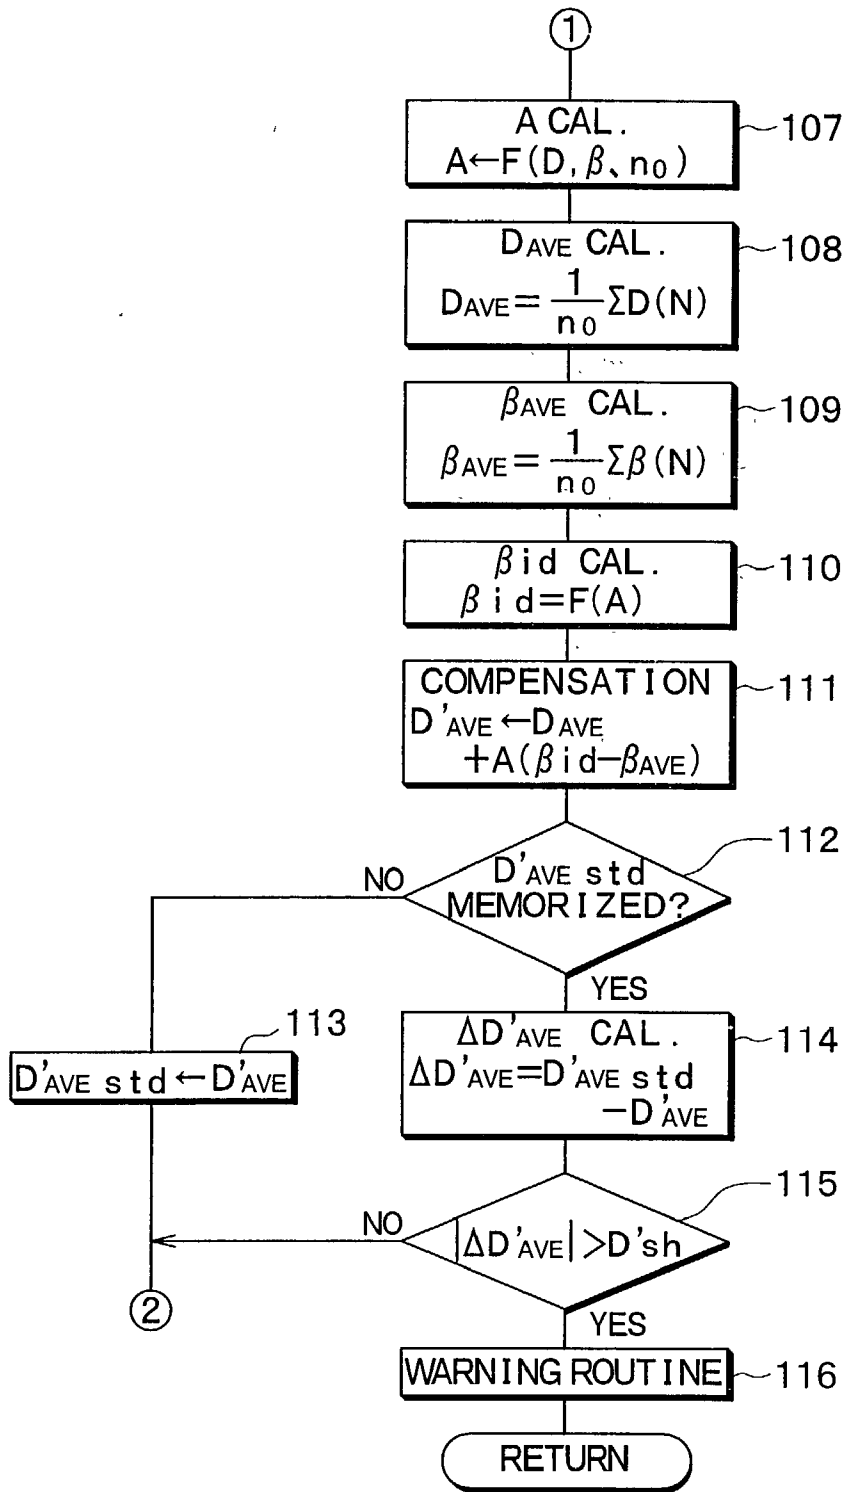 1
A CAL.
A←F(D, β、n0)
107
DAVE CAL.
DAVE= 1/n0 ΣD(N)
108
βAVE CAL.
βAVE= 1/n0 Σβ(N)
109
βid CAL.
βid=F(A)
110
COMPENSATION
D'AVE ←DAVE
+A(βid-βAVE)
111
D'AVE std
MEMORIZED?
112
NO
YES
113
D'AVE std ← D'AVE
ΔD'AVE CAL.
ΔD'AVE=D'AVE std
-D'AVE
114
|ΔD'AVE| >D'sh
115
NO
2
YES
WARNING ROUTINE
116
RETURN